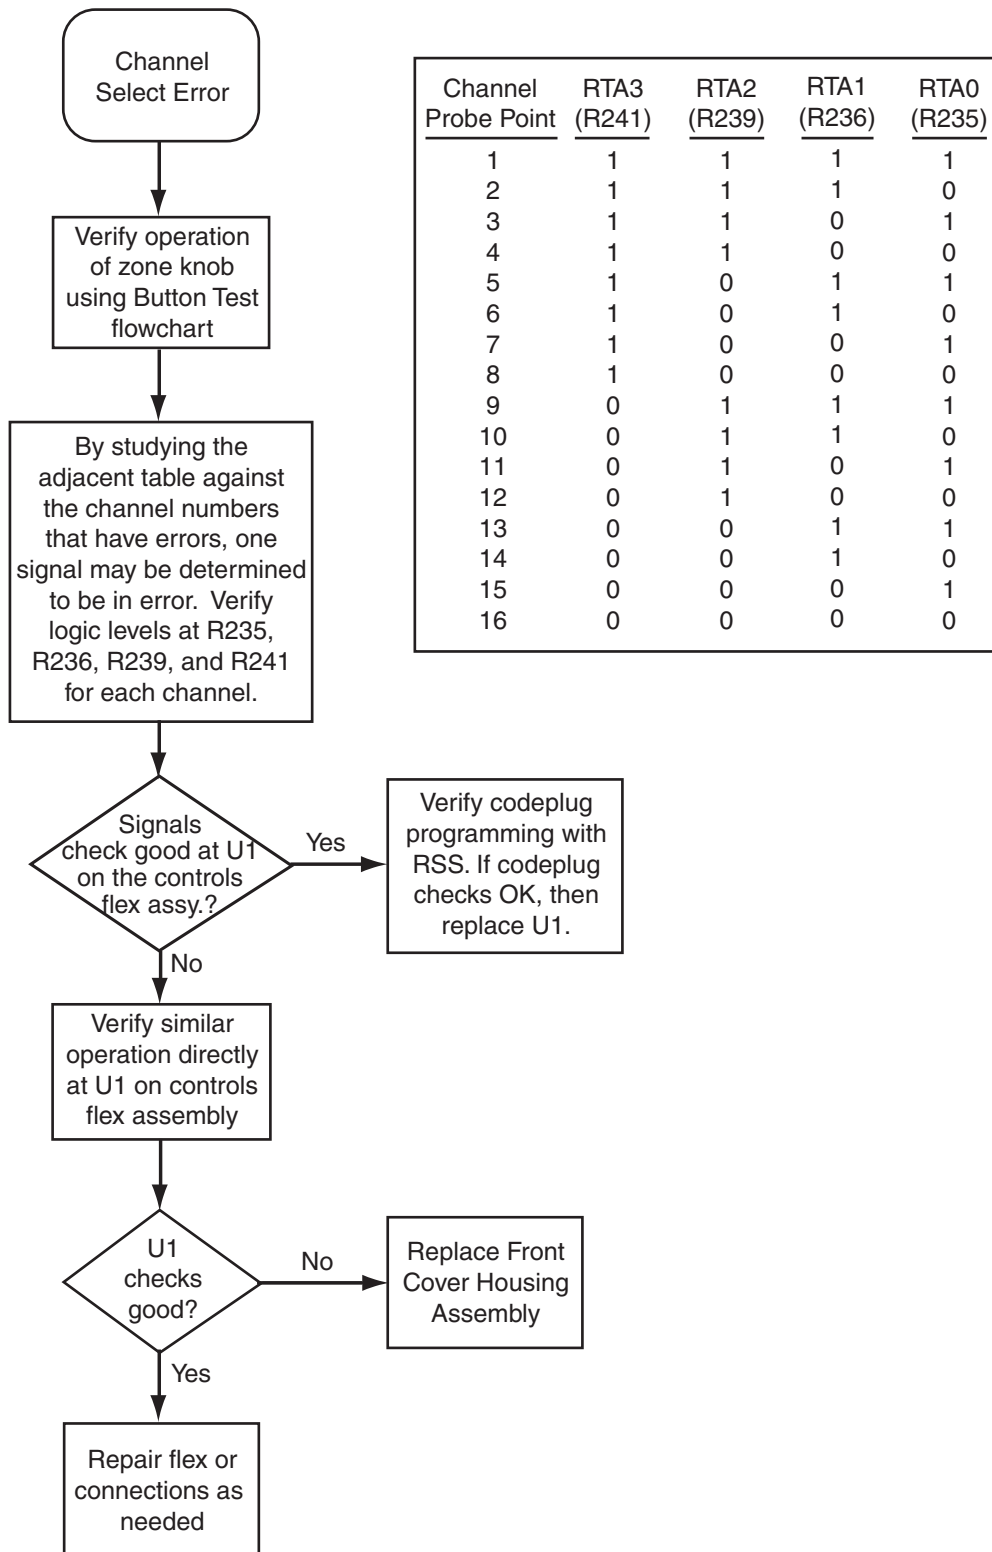 Channel
Select Error
Verify operation
of zone knob
using Button Test
flowchart
By studying the
adjacent table against
the channel numbers
that have errors, one
signal may be determined
to be in error. Verify
logic levels at R235,
R236, R239, and R241
for each channel.
Signals
check good at U1
on the controls
flex assy.?
Yes
Verify codeplug
programming with
RSS. If codeplug
checks OK, then
replace U1.
No
Verify similar
operation directly
at U1 on controls
flex assembly
U1
checks
good?
No
Replace Front
Cover Housing
Assembly
Yes
Repair flex or
connections as
needed
Channel RTA3 RTA2 RTA1 RTA0
Probe Point (R241) (R239) (R236) (R235)
1 1 1 1 1
2 1 1 1 0
3 1 1 0 1
4 1 1 0 0
5 1 0 1 1
6 1 0 1 0
7 1 0 0 1
8 1 0 0 0
9 0 1 1 1
10 0 1 1 0
11 0 1 0 1
12 0 1 0 0
13 0 0 1 1
14 0 0 1 0
15 0 0 0 1
16 0 0 0 0